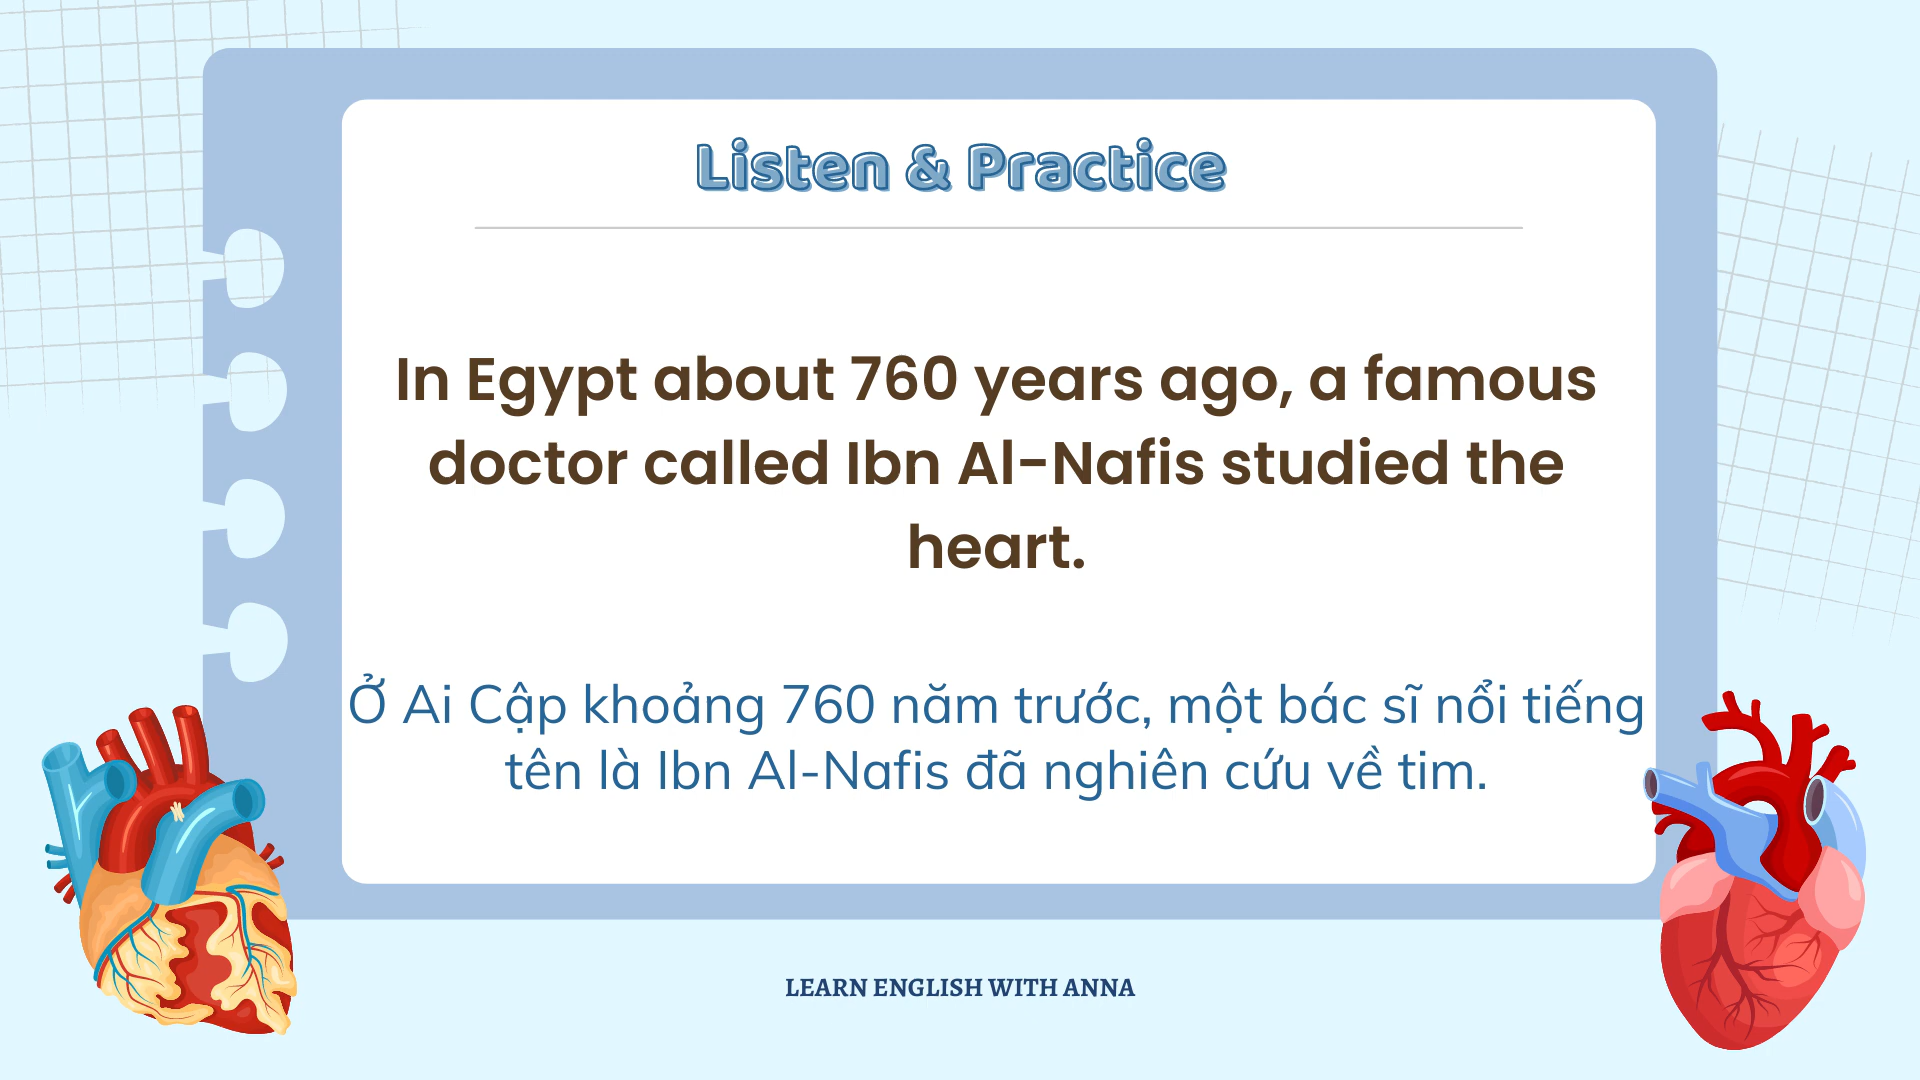 Listen & Practice
In Egypt about 760 years ago, a famous
doctor called Ibn Al-Nafis studied the
heart.
Ở Ai Cập khoảng 760 năm trước, một bác sĩ nổi tiếng
tên là Ibn Al-Nafis đã nghiên cứu về tim.
LEARN ENGLISH WITH ANNA